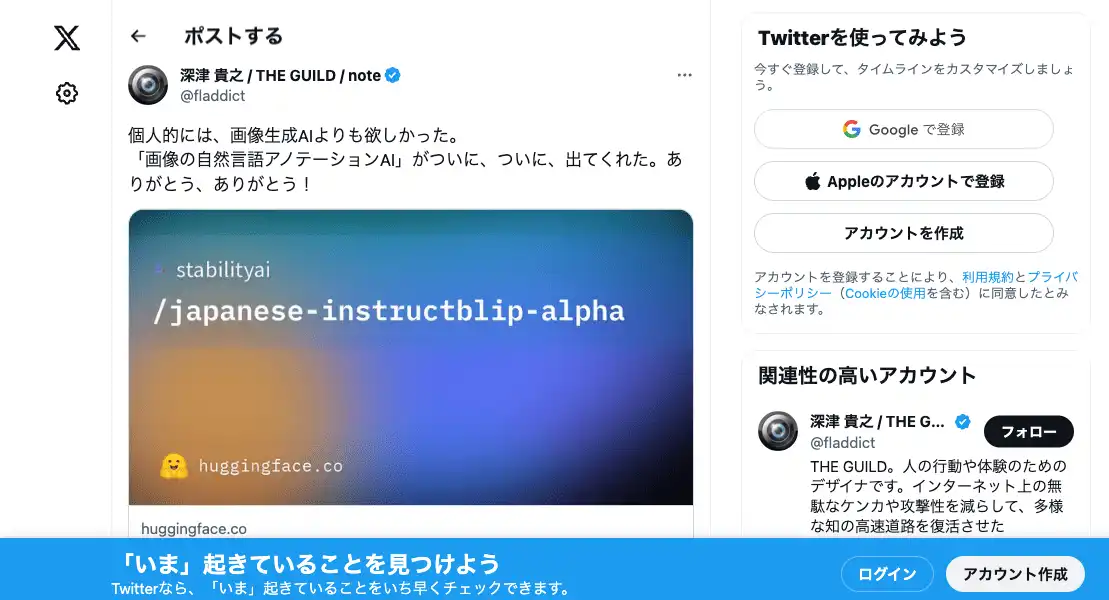 ポストする
深津 貴之 / THE GUILD / note
@fladdict
個人的には、画像生成AIよりも欲しかった。
「画像の自然言語アノテーションAI」がついに、ついに、出てくれた。あ
りがとう、ありがとう！
stabilityai
/japanese-instructblip-alpha
huggingface.co
huggingface.co
Twitterを使ってみよう
今すぐ登録して、タイムラインをカスタマイズしましょ
う。
Google で登録
Appleのアカウントで登録
アカウントを作成
アカウントを登録することにより、利用規約とプライバ
シーポリシー（Cookieの使用を含む）に同意したとみ
なされます。
関連性の高いアカウント
深津 貴之 / THE G...
@fladdict
フォロー
THE GUILD。人の行動や体験のための
デザイナです。インターネット上の無
駄なケンカや攻撃性を減らして、多様
な知の高速道路を復活させた
「いま」起きていることを見つけよう
Twitterなら、「いま」起きていることをいち早くチェックできます。
ログイン
アカウント作成